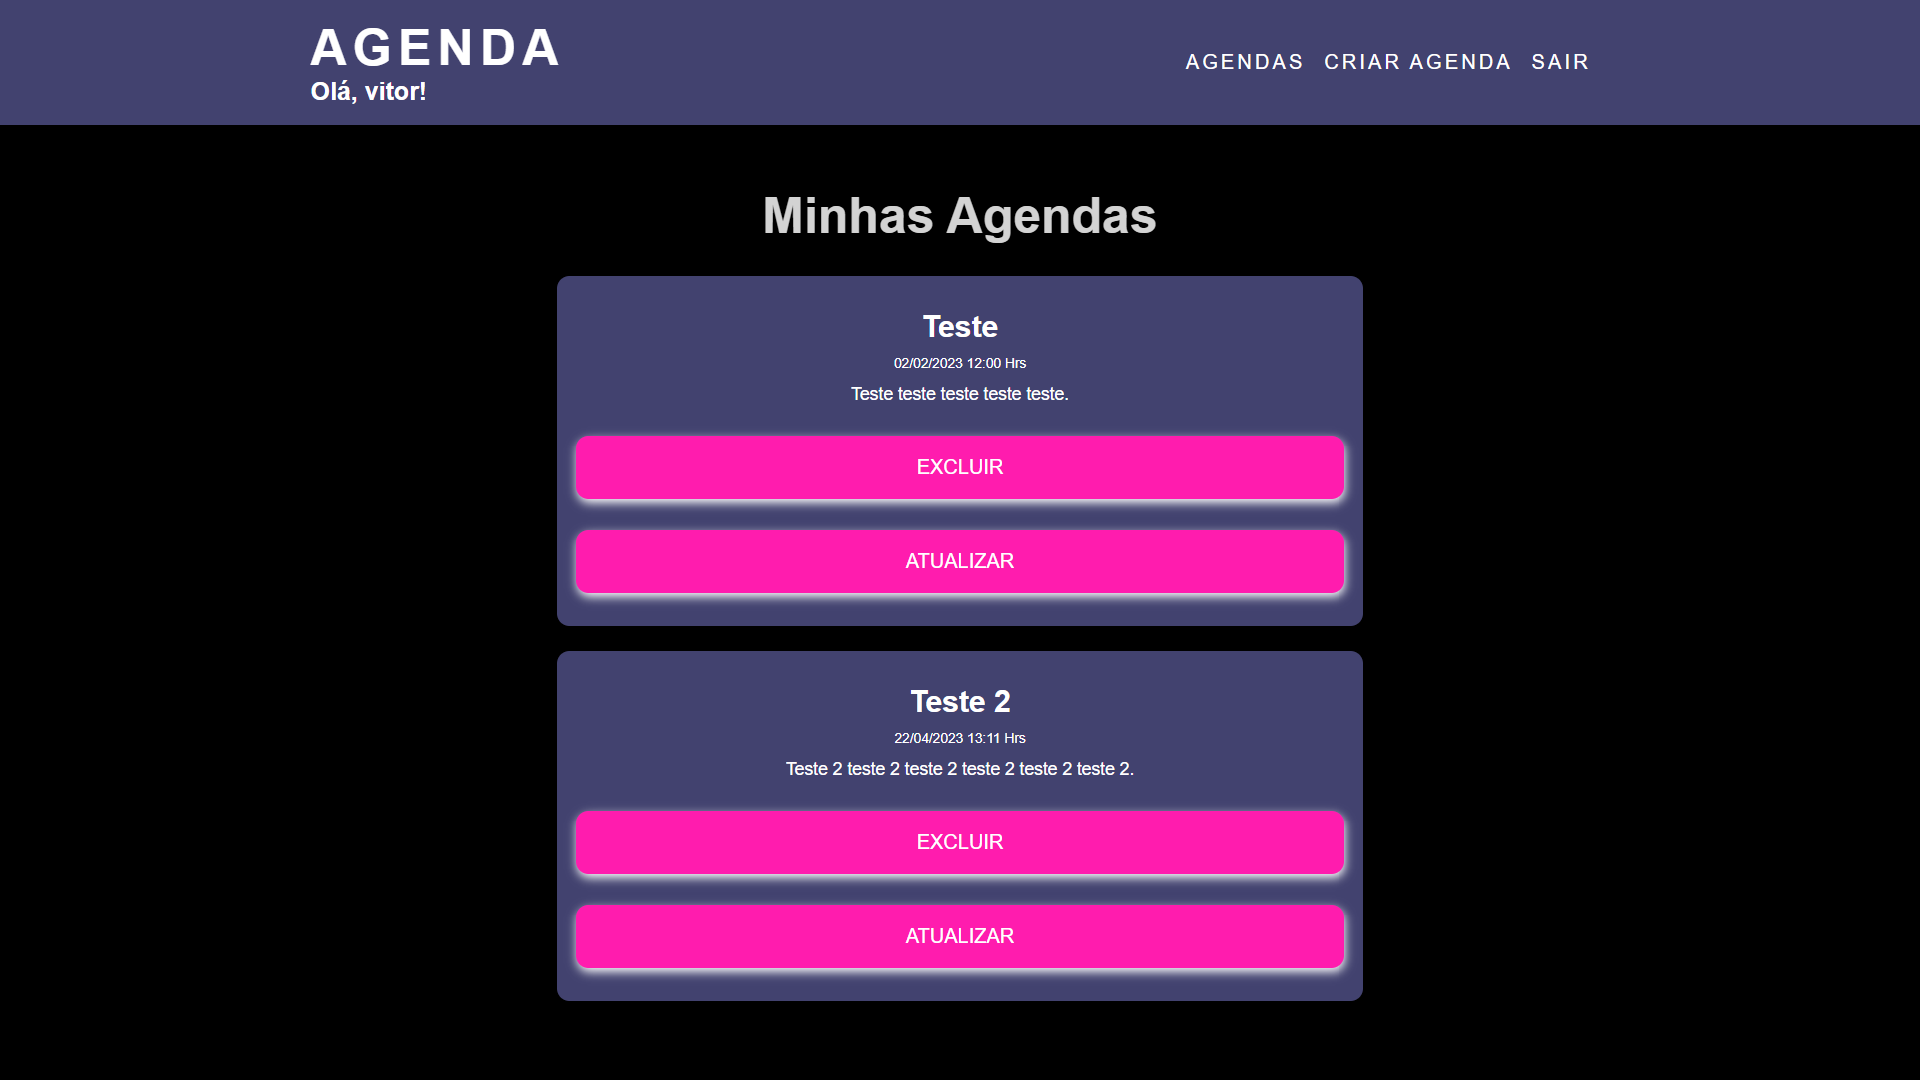 AGENDA
Olá, vitor!
AGENDAS CRIAR AGENDA SAIR
Minhas Agendas
Teste
02/02/2023 12:00 Hrs
Teste teste teste teste teste.
EXCLUIR
ATUALIZAR
Teste 2
22/04/2023 13:11 Hrs
Teste 2 teste 2 teste 2 teste 2 teste 2 teste 2.
EXCLUIR
ATUALIZAR